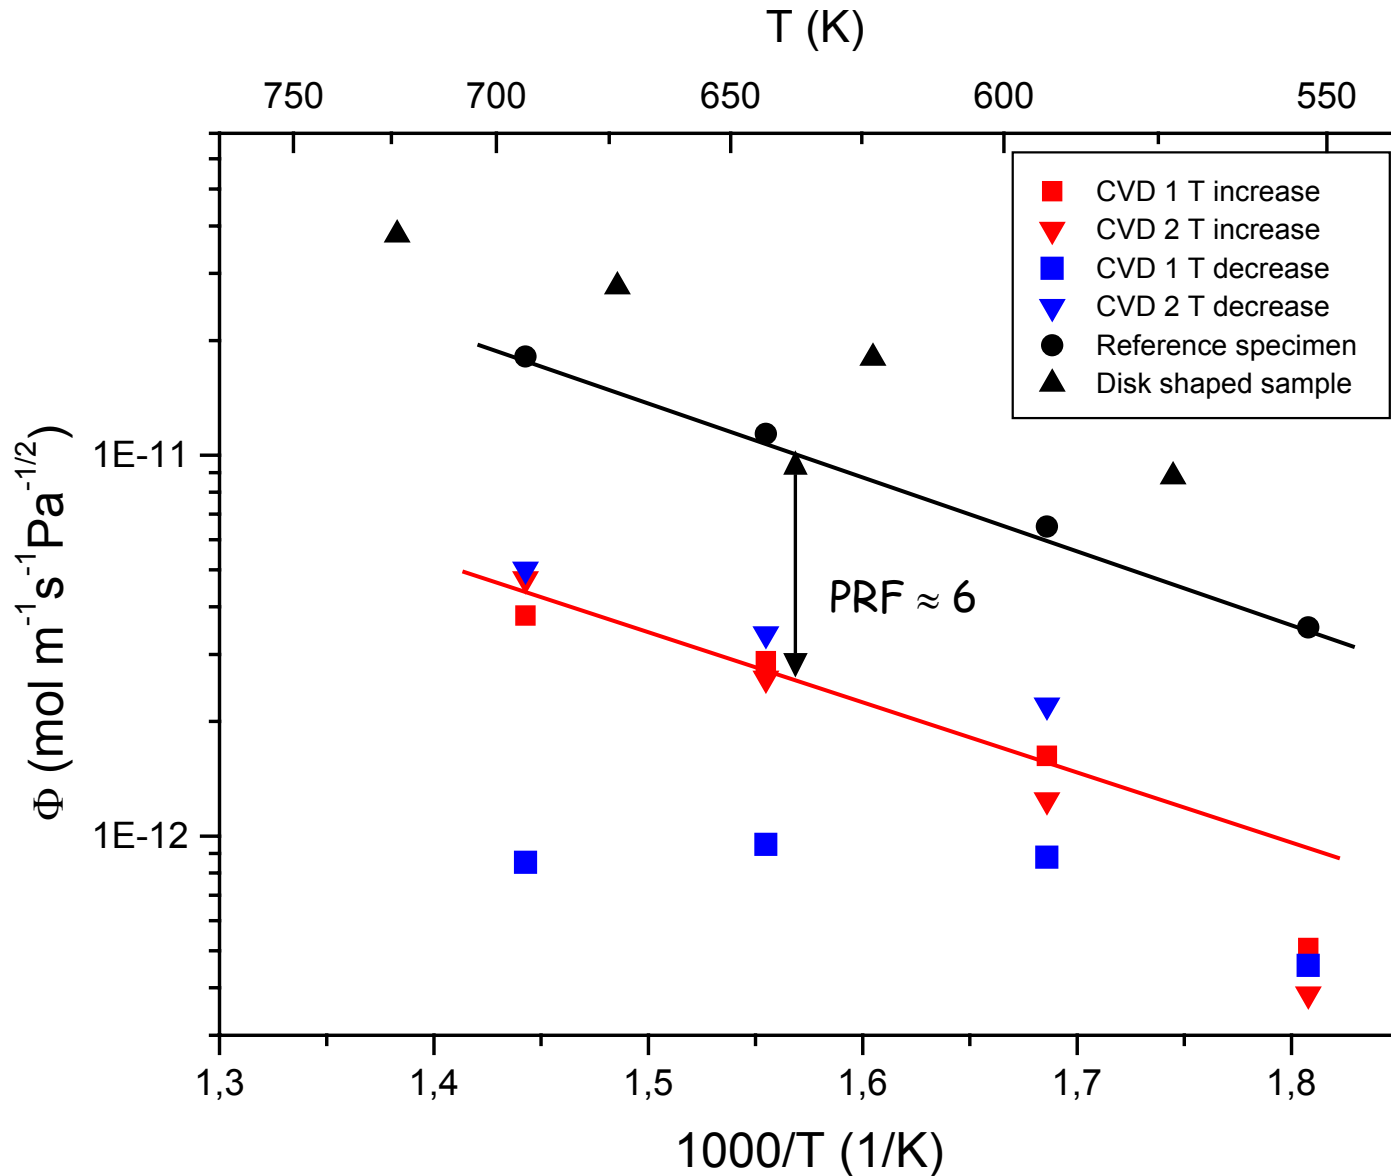 T (K)
750 700 650 600 550
CVD 1 T increase
CVD 2 T increase
CVD 1 T decrease
CVD 2 T decrease
Reference specimen
Disk shaped sample
Φ (mol m⁻¹s⁻¹Pa⁻¹/²)
1E-11
PRF ≈ 6
1E-12
1,3 1,4 1,5 1,6 1,7 1,8
1000/T (1/K)